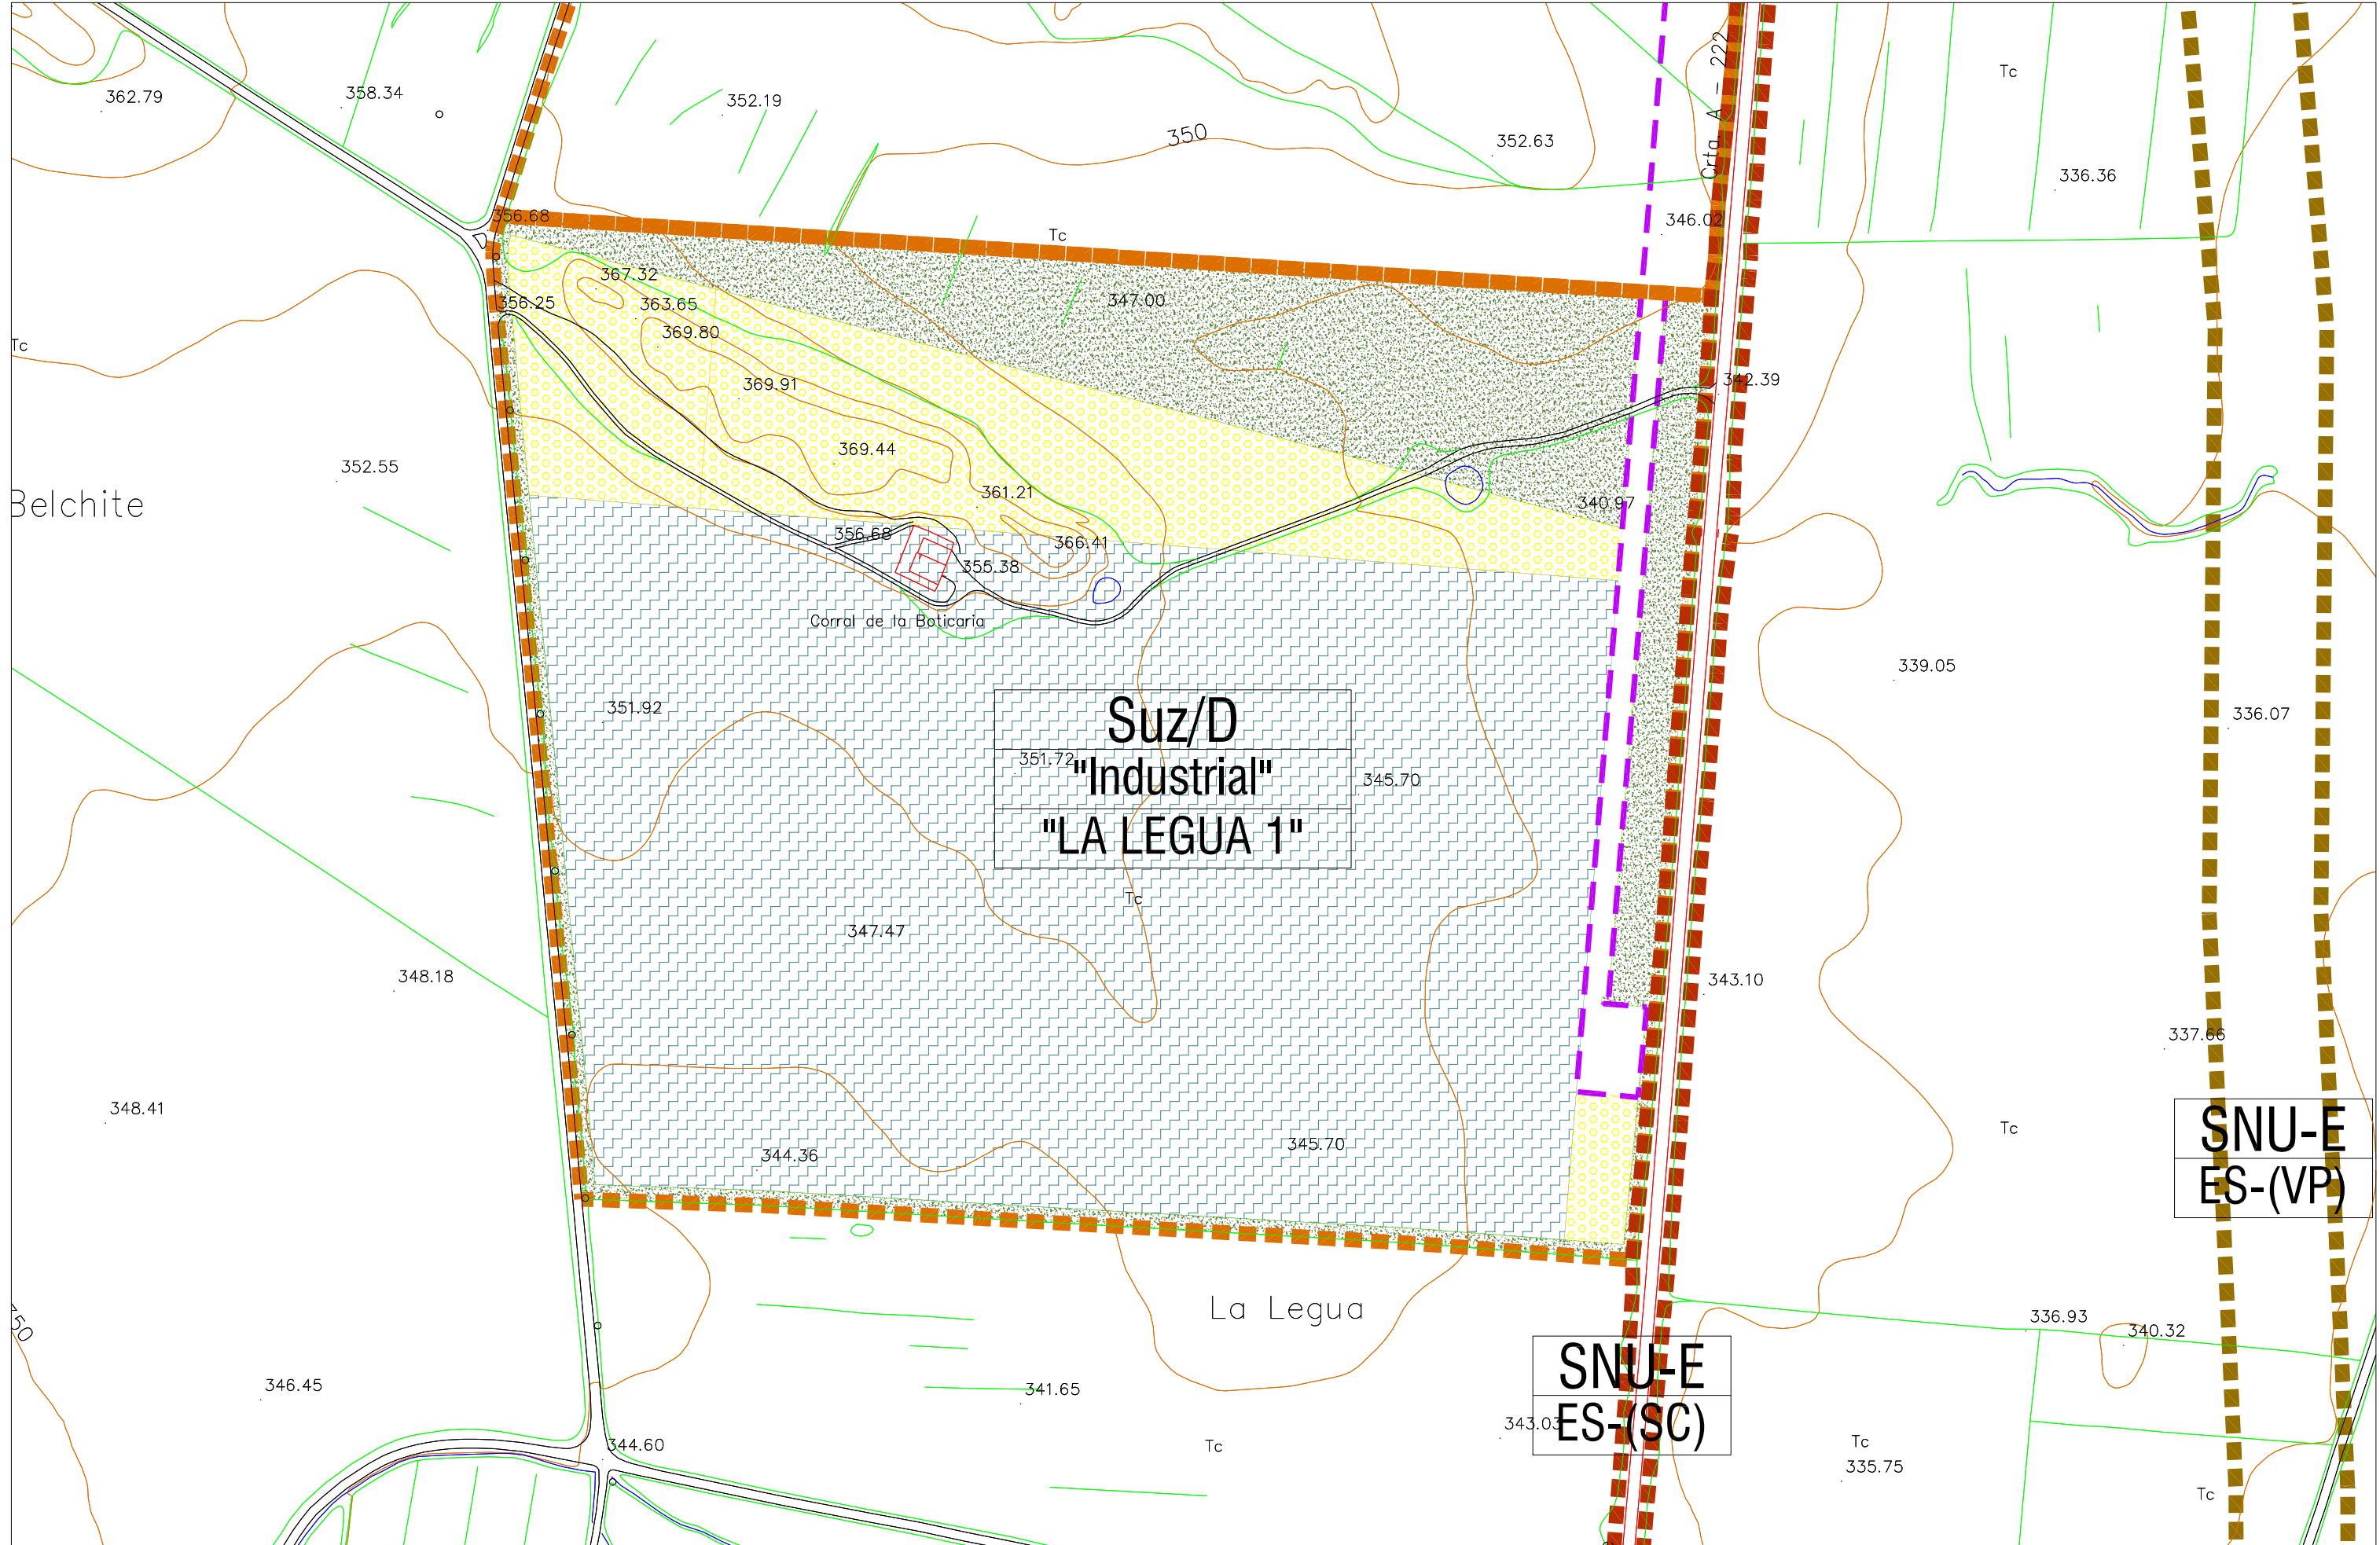 Crta. A - 222
Tc
362.79
358.34
352.19
350
352.63
336.36
356.68
346.02
Tc
367.32
356.25
363.65
347.00
369.80
Tc
342.39
369.91
369.44
352.55
361.21
340.97
Belchite
356.68
366.41
355.38
Corral de la Boticaria
339.05
351.92
336.07
Suz/D
351.72
"Industrial"
345.70
"LA LEGUA 1"
Tc
347.47
348.18
343.10
337.66
348.41
Tc
SNU-E
ES-(VP)
345.70
344.36
La Legua
336.93
340.32
SNU-E
ES-(SC)
346.45
341.65
343.03
344.60
Tc
Tc
335.75
Tc